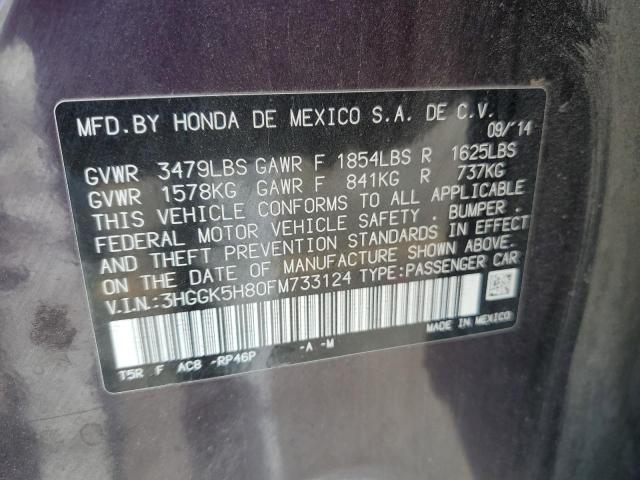 MFD.BY HONDA DE MEXICO S.A. DE C.V.
09/'14
GVWR 3479LBS GAWR F 1854LBS R 1625LBS
GVWR 1578KG GAWR F 841KG R 737KG
THIS VEHICLE CONFORMS TO ALL APPLICABLE
FEDERAL MOTOR VEHICLE SAFETY . BUMPER .
AND THEFT PREVENTION STANDARDS IN EFFECT
ON THE DATE OF MANUFACTURE SHOWN ABOVE.
V.I.N.:3HGGK5H80FM733124 TYPE:PASSENGER CAR
MADE IN MEXICO
T5R F AC8 -RP46P -A -M